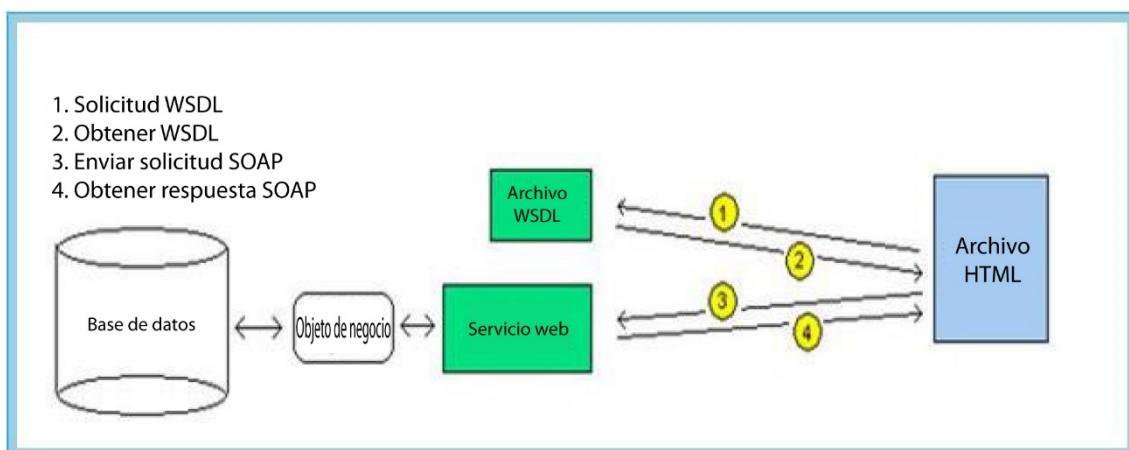 1. Solicitud WSDL
2. Obtener WSDL
3. Enviar solicitud SOAP
4. Obtener respuesta SOAP
Archivo
WSDL
1
2
3
4
Archivo
HTML
Base de datos
Objeto de negocio
Servicio web